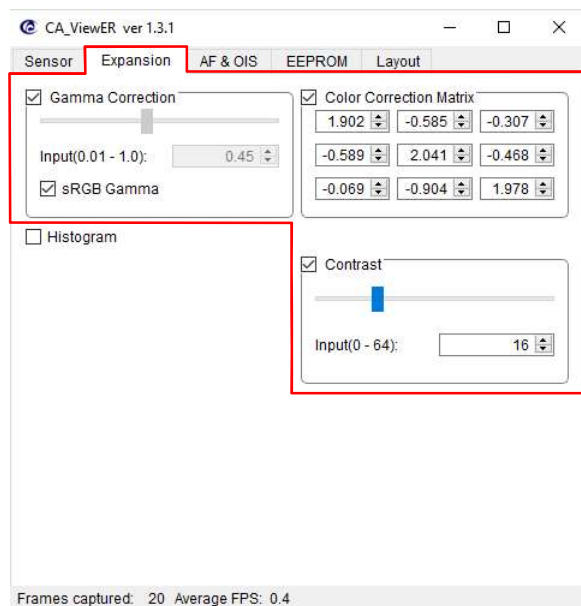 CA_ViewER ver 1.3.1
Sensor Expansion AF & OIS EEPROM Layout
Gamma Correction
Input(0.01 - 1.0): 0.45
sRGB Gamma
Color Correction Matrix
1.902 -0.585 -0.307
-0.589 2.041 -0.468
-0.069 -0.904 1.978
Histogram
Contrast
Input(0 - 64): 16
Frames captured: 20 Average FPS: 0.4